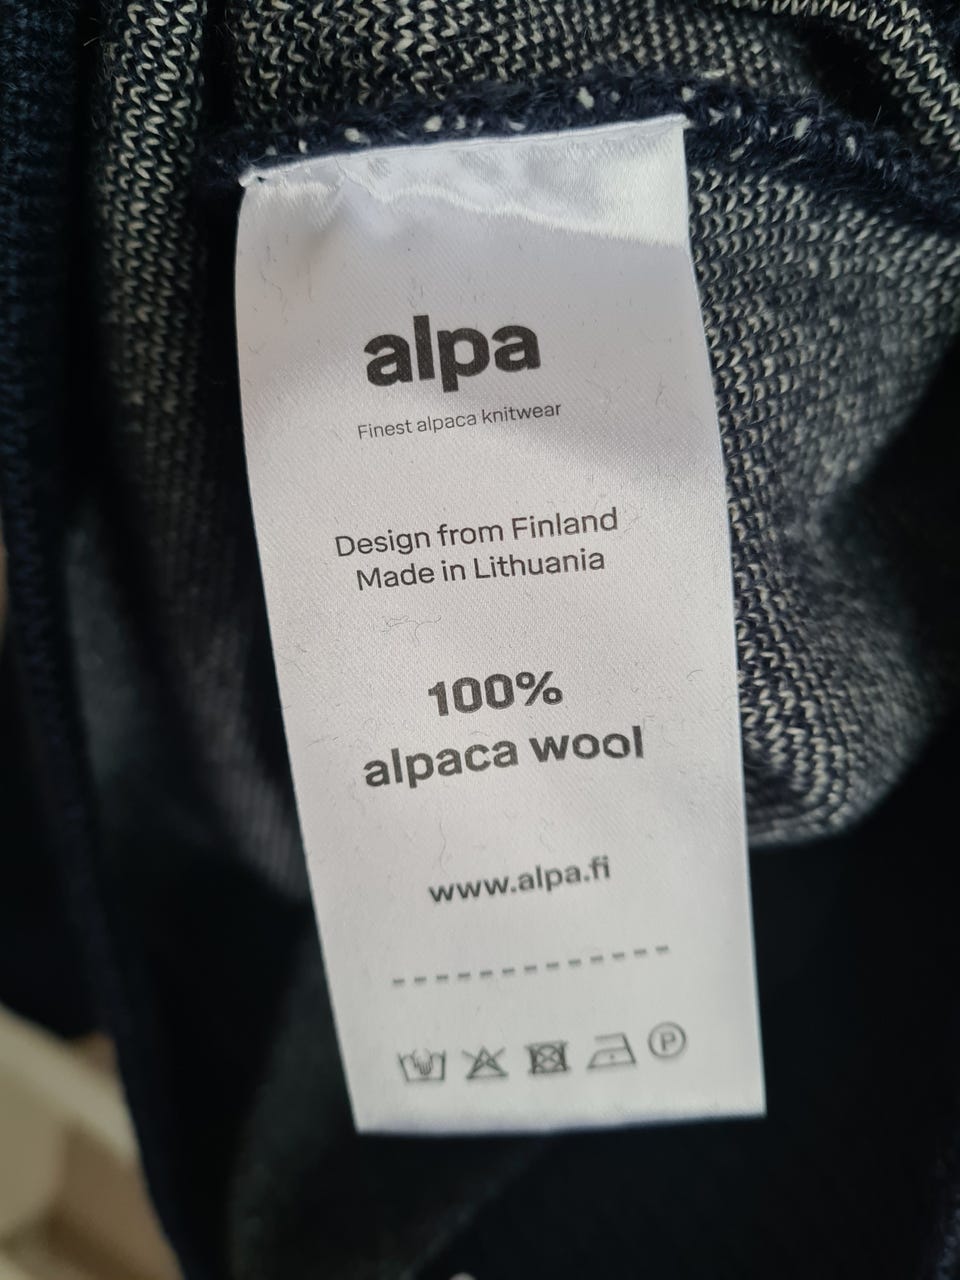 alpa
Finest alpaca knitwear
Design from Finland
Made in Lithuania
100%
alpaca wool
www.alpa.fi
P